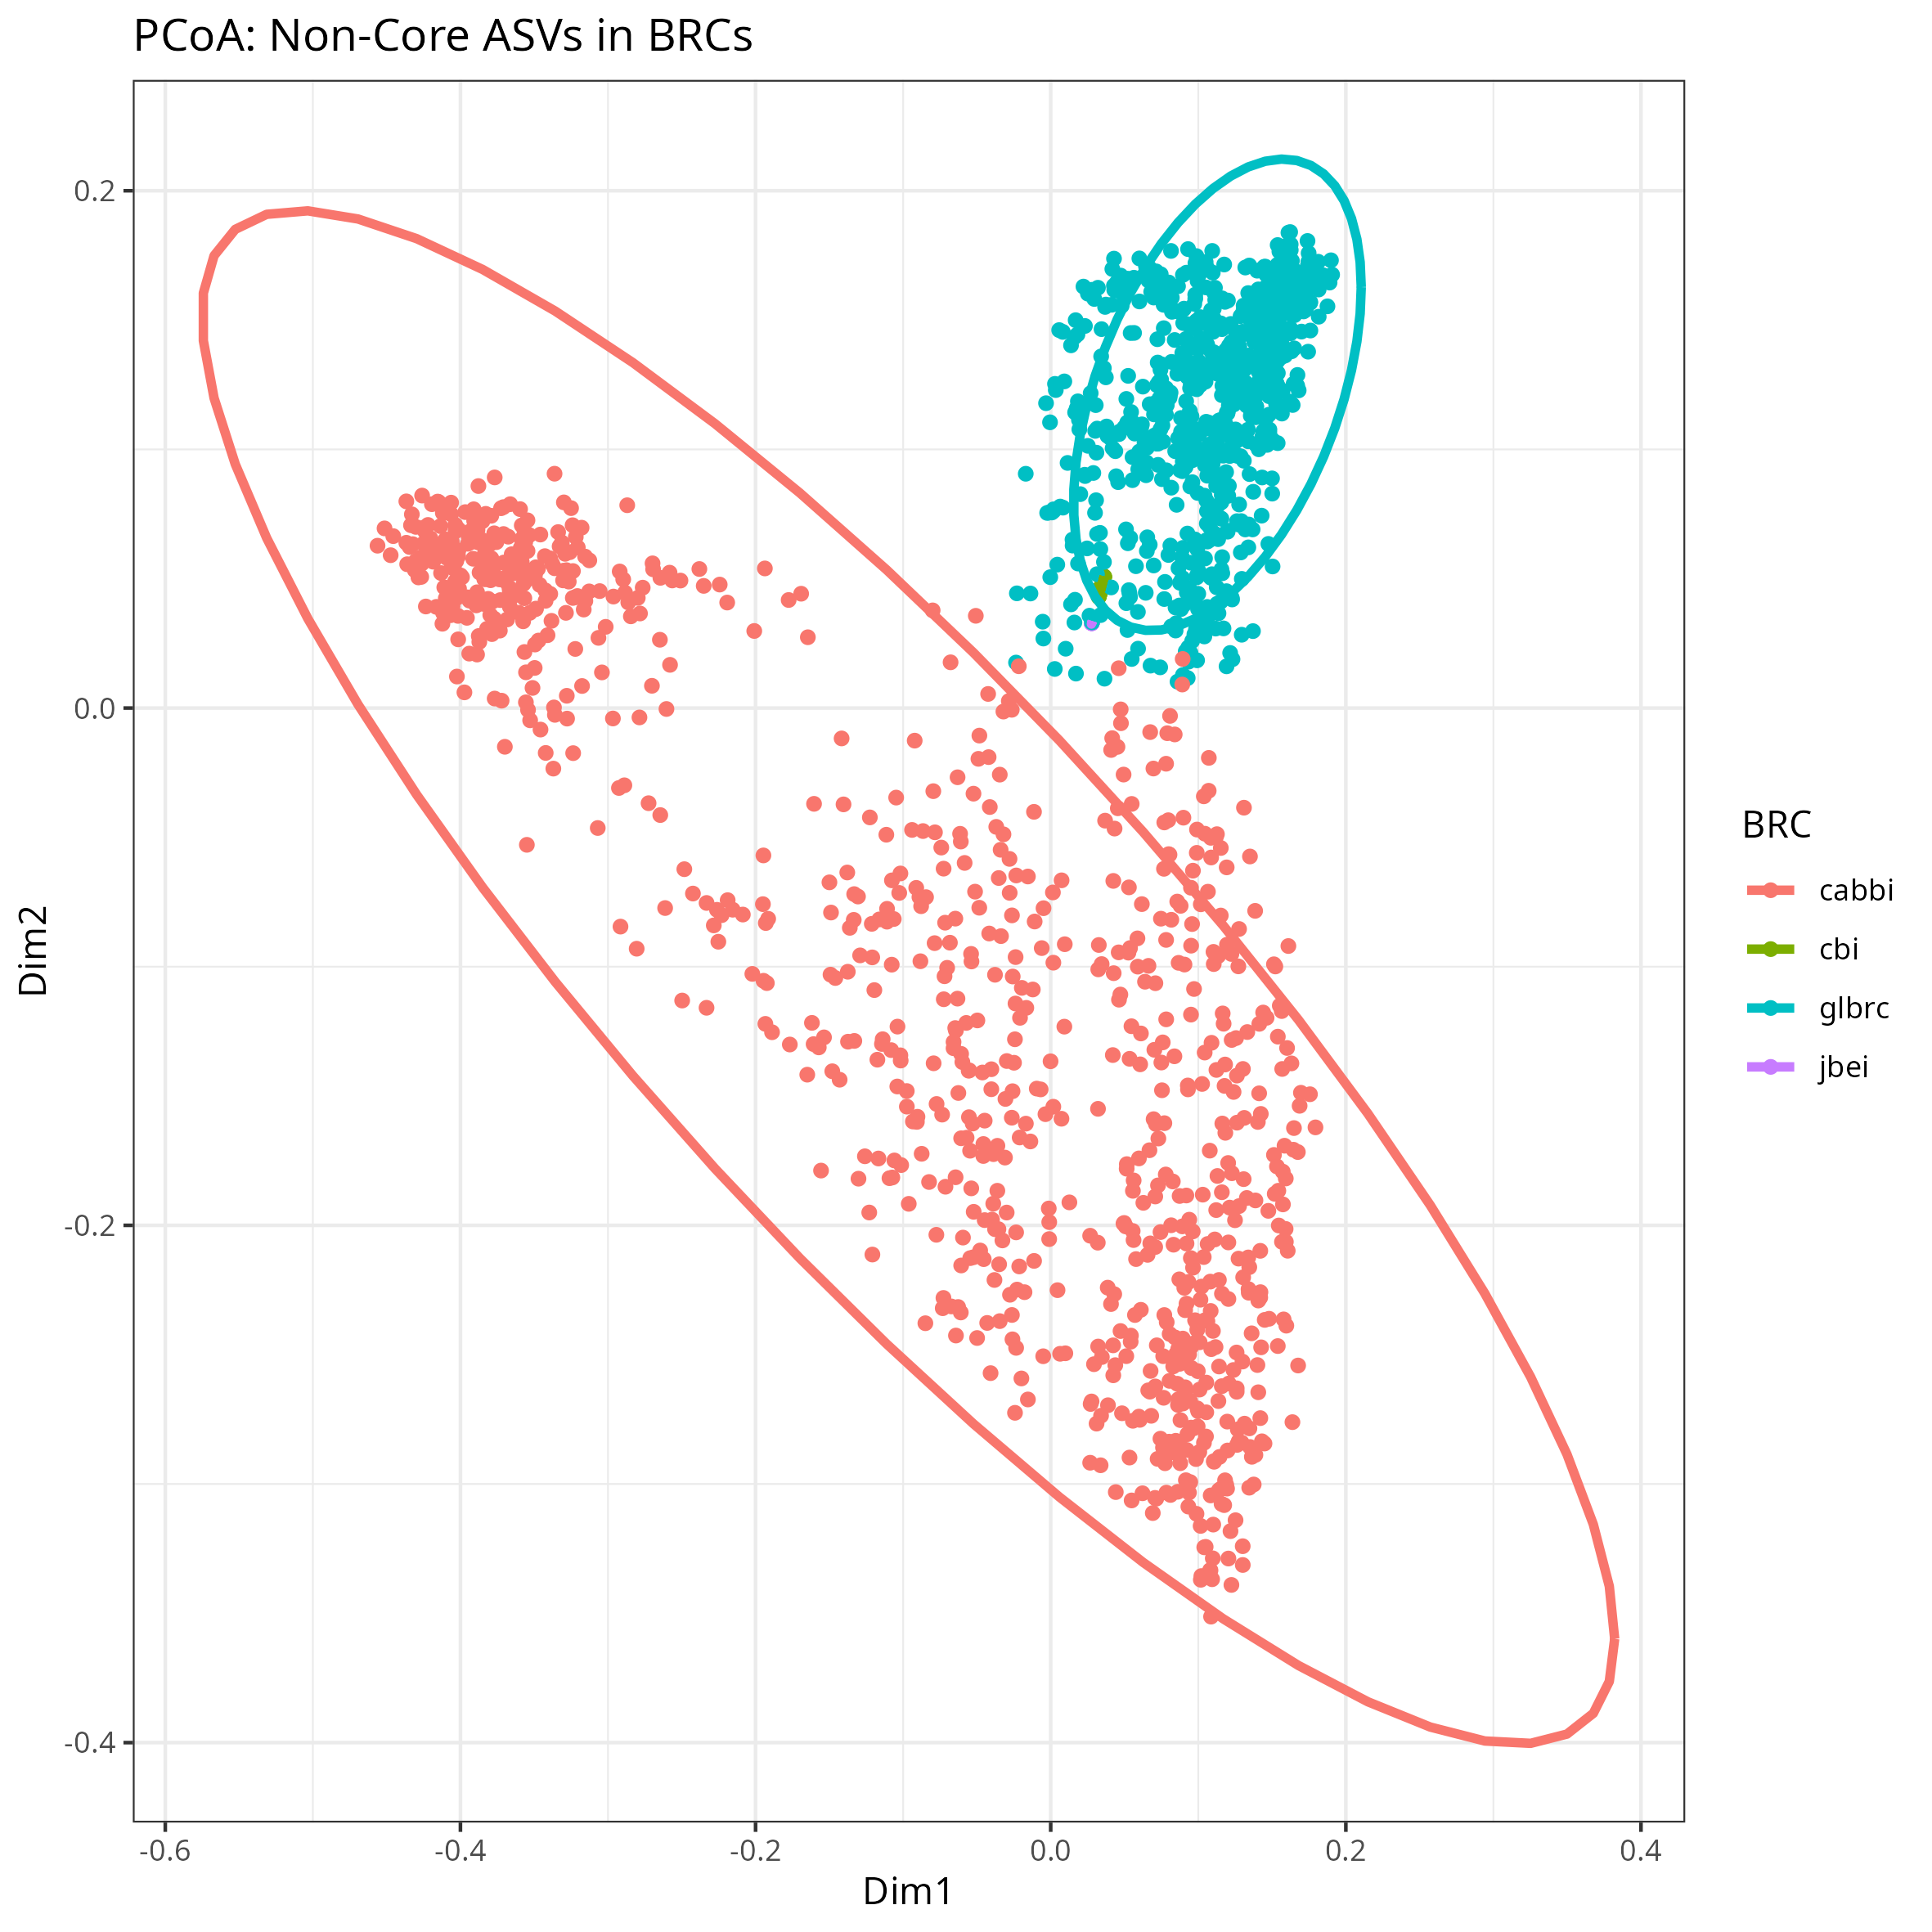 PCoA: Non-Core ASVs in BRCs
0.2
0.0
-0.2
-0.4
Dim2
-0.6
-0.4
-0.2
0.0
0.2
0.4
Dim1
BRC
cabbi
cbi
glbrc
jbei